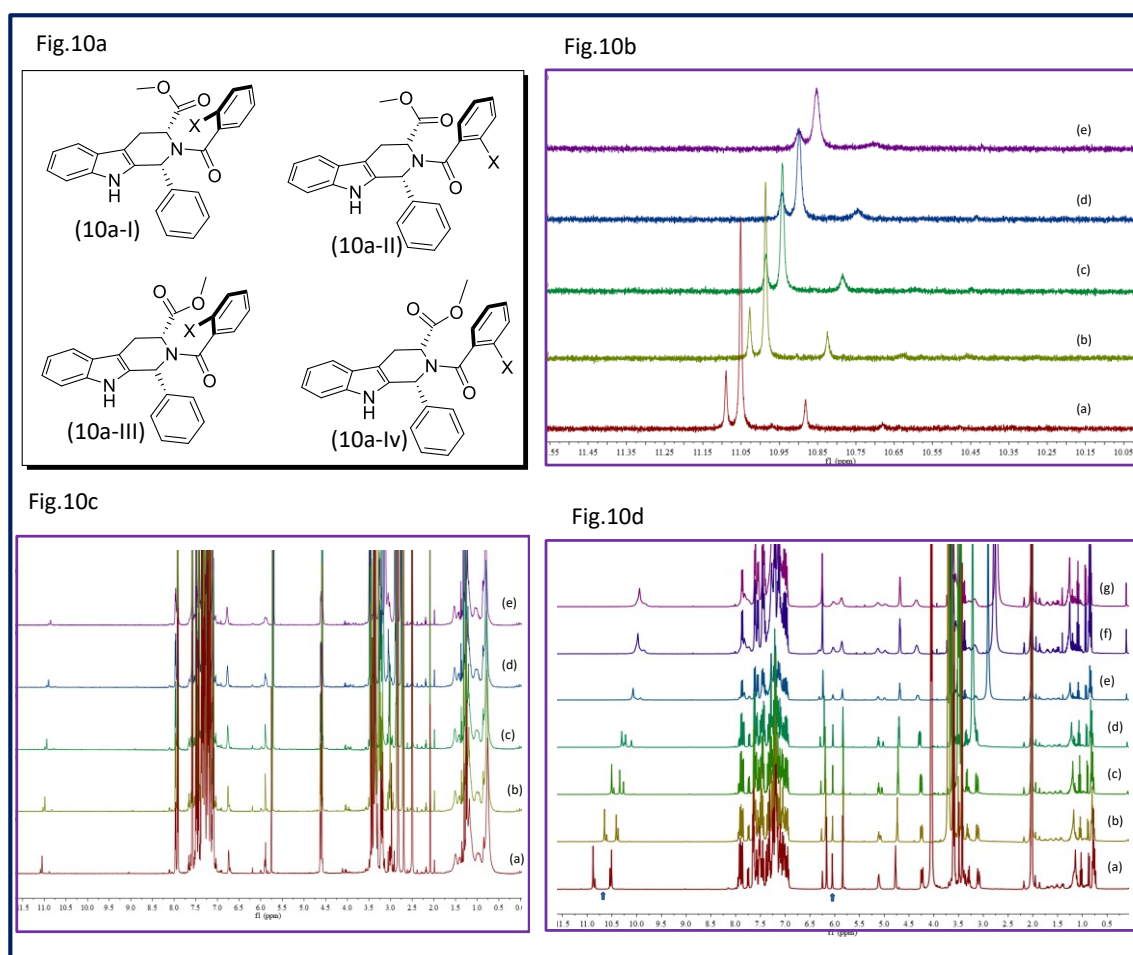 Fig.10a
O
O
X
N
O
N
H
(10a-I)
O
O
N
X
O
N
H
(10a-II)
O
O
X
N
O
N
H
(10a-III)
O
O
N
X
O
N
H
(10a-Iv)
Fig.10b
(e)
(d)
(c)
(b)
(a)
.55 11.45 11.35 11.25 11.15 11.05 10.95 10.85 10.75 10.65 10.55 10.45 10.35 10.25 10.15 10.05
f1 (ppm)
Fig.10c
(e)
(d)
(c)
(b)
(a)
11.5 10.5 9.5 9.0 8.5 8.0 7.5 7.0 6.5 6.0 5.5 5.0 4.5 4.0 3.5 3.0 2.5 2.0 1.5 1.0 0.5 0.0
f1 (ppm)
Fig.10d
(g)
(f)
(e)
(d)
(c)
(b)
(a)
11.5 10.5 9.5 9.0 8.5 8.0 7.5 7.0 6.5 6.0 5.5 5.0 4.5 4.0 3.5 3.0 2.5 2.0 1.5 1.0 0.5
f1 (ppm)